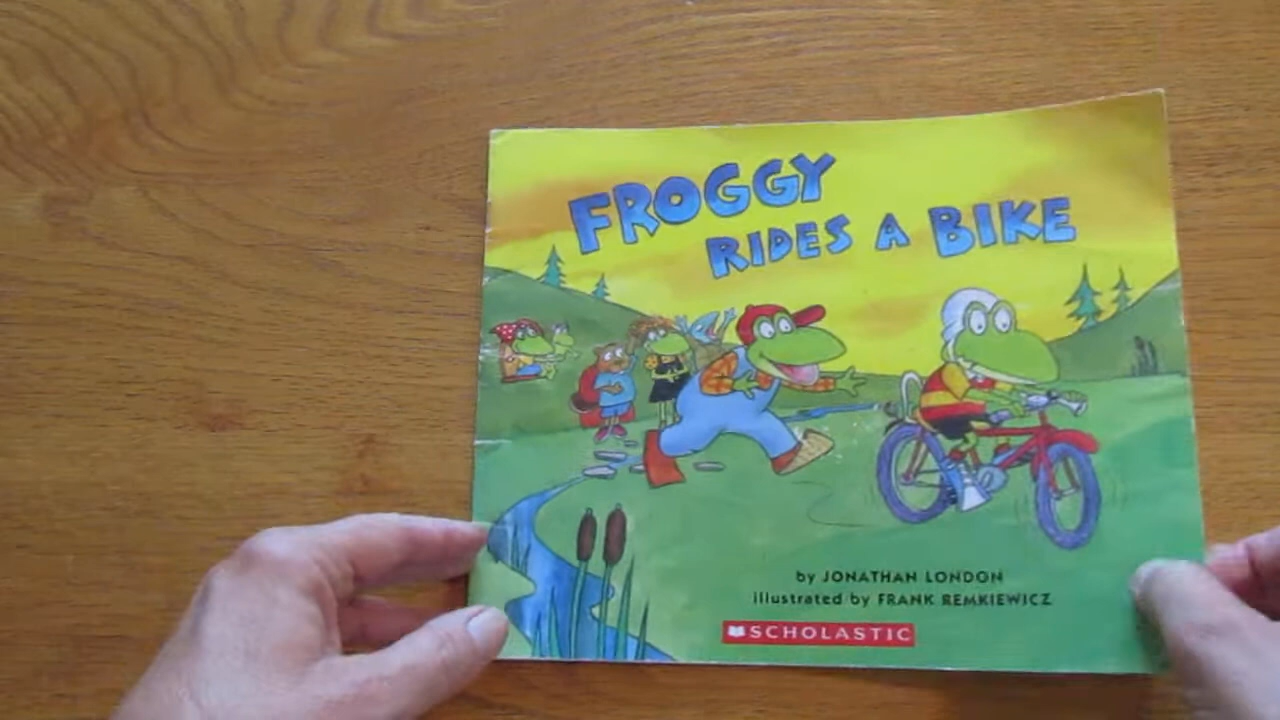 FROGGY
RIDES A BIKE
by JONATHAN LONDON
illustrated by FRANK REMKIEWICZ
SCHOLASTIC